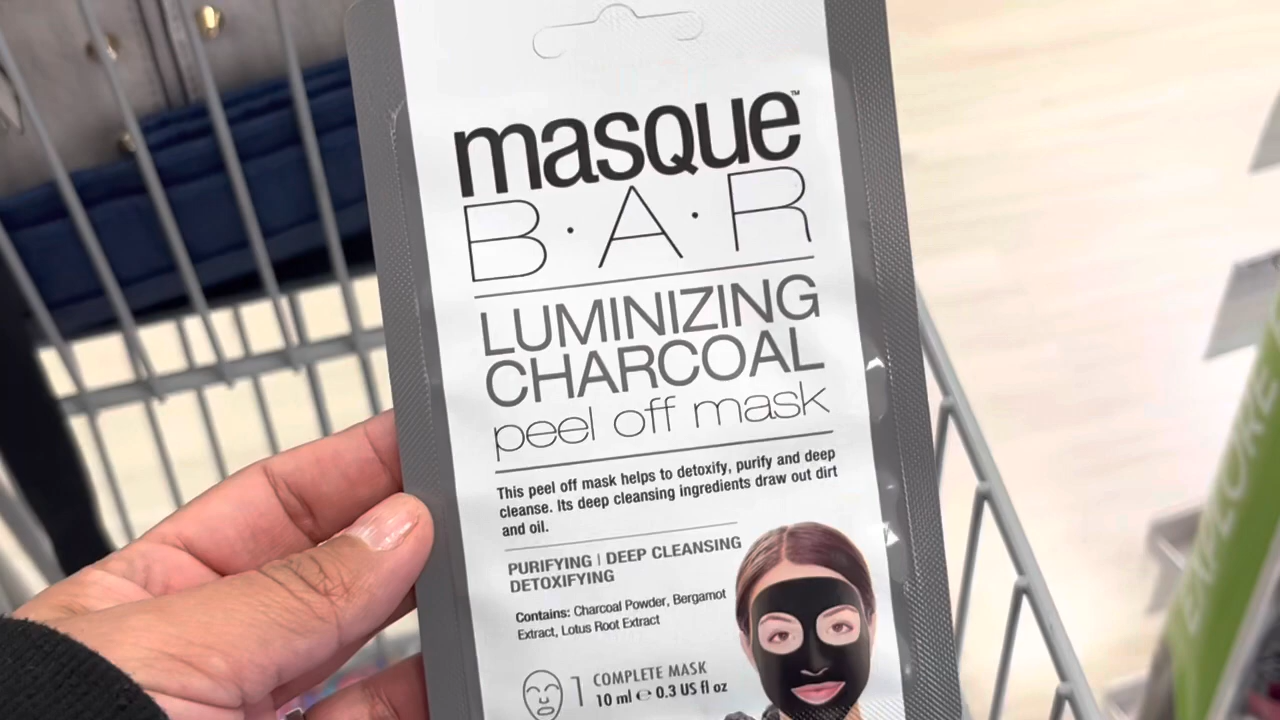 masQue™
B·A·R
LUMINIZING
CHARCOAL
peel off mask
This peel off mask helps to detoxify, purify and deep
cleanse. Its deep cleansing ingredients draw out dirt
and oil.
PURIFYING | DEEP CLEANSING
DETOXIFYING
Contains: Charcoal Powder, Bergamot
Extract, Lotus Root Extract
1 COMPLETE MASK
10 ml ℮ 0.3 US fl oz
EXPLORE